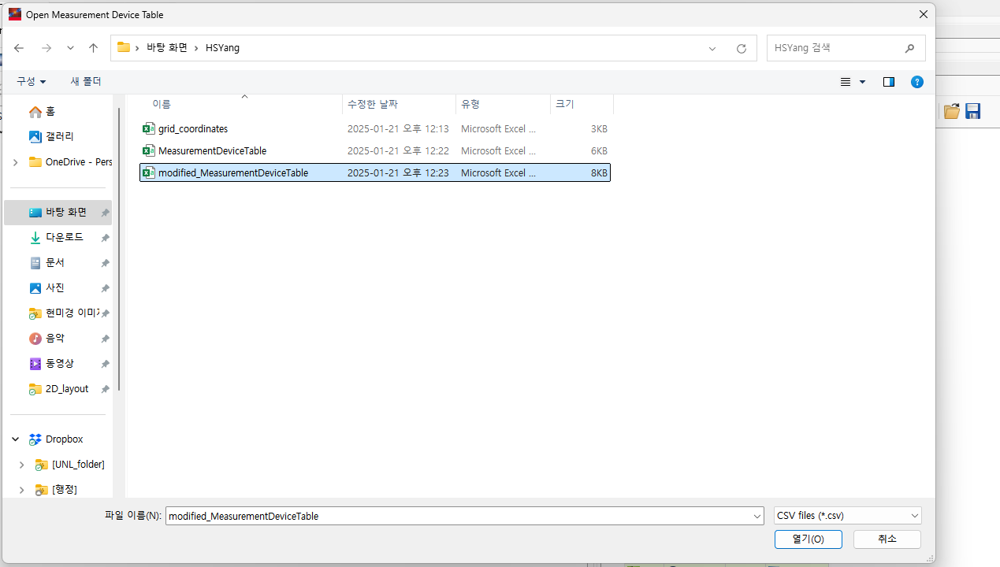 Open Measurement Device Table
바탕 화면 HSYang
HSYang 검색
구성 새 폴더
이름 수정한 날짜 유형 크기
grid_coordinates 2025-01-21 오후 12:13 Microsoft Excel ... 3KB
MeasurementDeviceTable 2025-01-21 오후 12:22 Microsoft Excel ... 6KB
modified_MeasurementDeviceTable 2025-01-21 오후 12:23 Microsoft Excel ... 8KB
홈
갤러리
OneDrive - Pers
바탕 화면
다운로드
문서
사진
현미경 이미지
음악
동영상
2D_layout
Dropbox
[UNL_folder]
[행정]
파일 이름(N): modified_MeasurementDeviceTable CSV files (*.csv)
열기(O) 취소